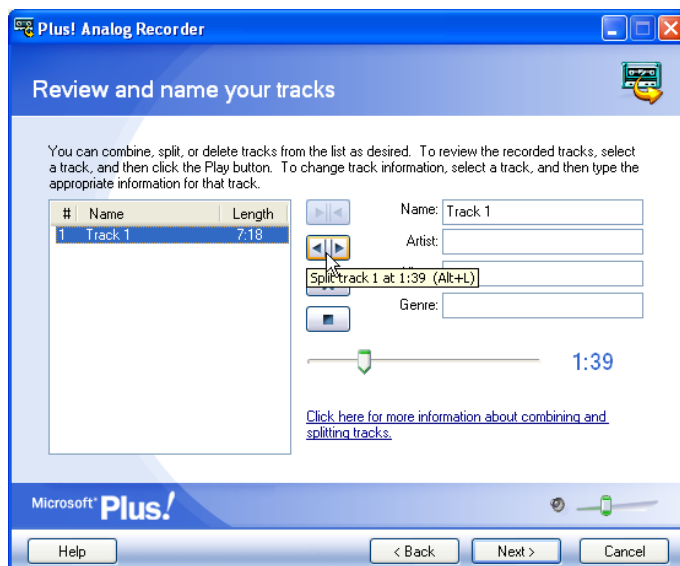 Plus! Analog Recorder
Review and name your tracks
You can combine, split, or delete tracks from the list as desired. To review the recorded tracks, select
a track, and then click the Play button. To change track information, select a track, and then type the
appropriate information for that track.
# Name Length
1 Track 1 7:18
Name: Track 1
Artist:
Split track 1 at 1:39 (Alt+L)
Genre:
1:39
Click here for more information about combining and
splitting tracks.
Microsoft® Plus!
Help
< Back
Next >
Cancel